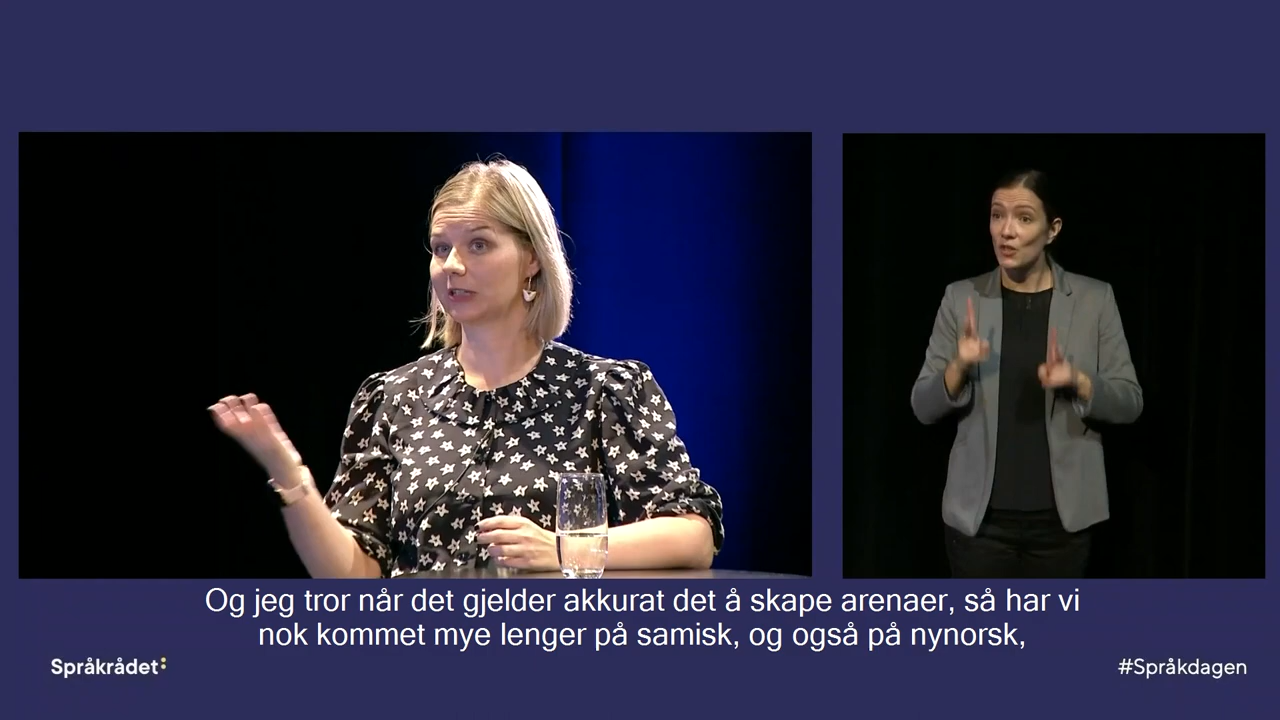 Og jeg tror når det gjelder akkurat det å skape arenaer, så har vi
nok kommet mye lenger på samisk, og også på nynorsk,
Språkrådet:
#Språkdagen